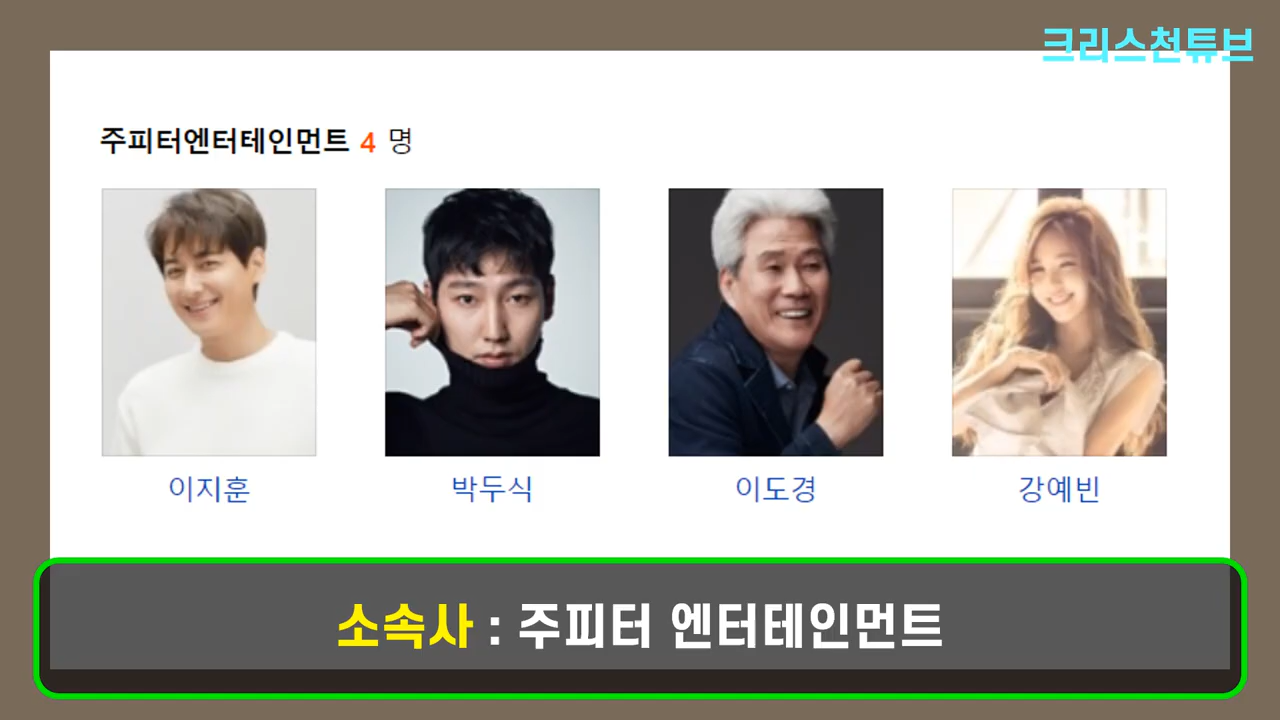 크리스천튜브
주피터엔터테인먼트 4 명
이지훈
박두식
이도경
강예빈
소속사 : 주피터 엔터테인먼트